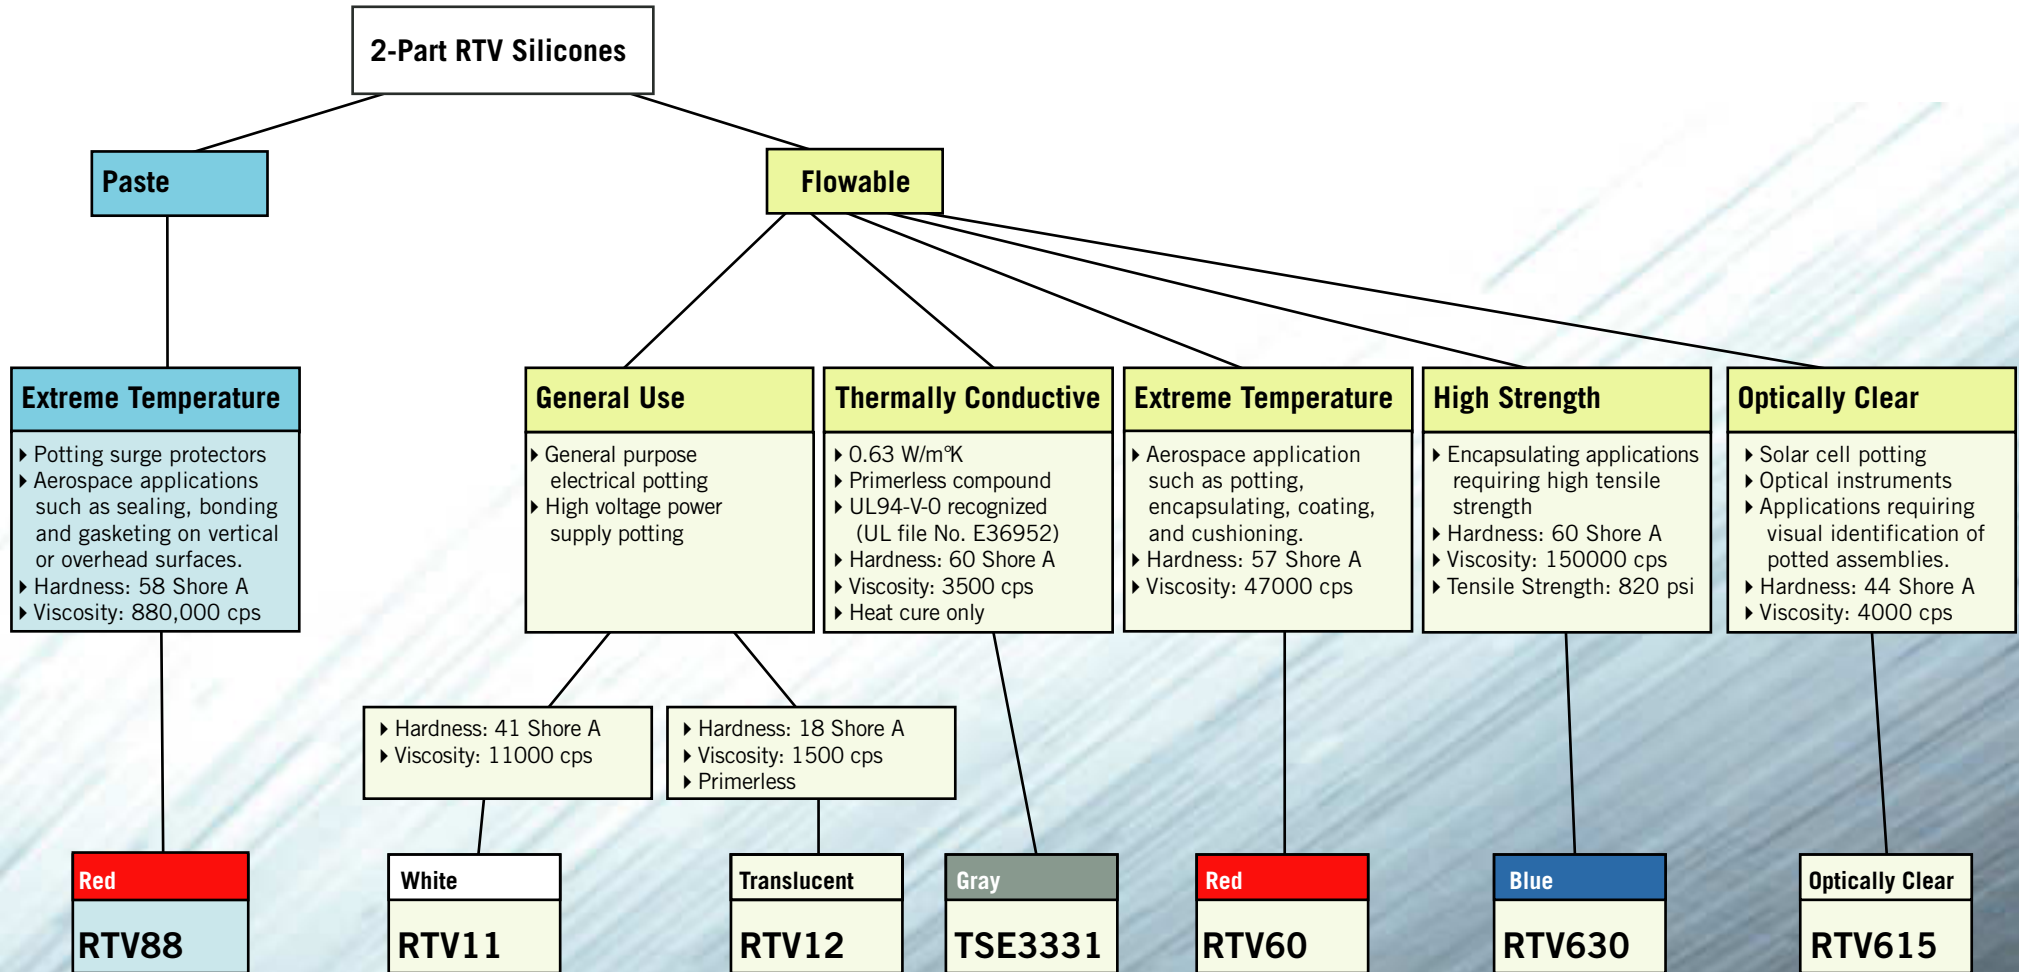 2-Part RTV Silicones
Paste
Flowable
Extreme Temperature
‣ Potting surge protectors
‣ Aerospace applications
such as sealing, bonding
and gasketing on vertical
or overhead surfaces.
‣ Hardness: 58 Shore A
‣ Viscosity: 880,000 cps
General Use
‣ General purpose
electrical potting
‣ High voltage power
supply potting
Thermally Conductive
‣ 0.63 W/m°K
‣ Primerless compound
‣ UL94-V-0 recognized
(UL file No. E36952)
‣ Hardness: 60 Shore A
‣ Viscosity: 3500 cps
‣ Heat cure only
Extreme Temperature
‣ Aerospace application
such as potting,
encapsulating, coating,
and cushioning.
‣ Hardness: 57 Shore A
‣ Viscosity: 47000 cps
High Strength
‣ Encapsulating applications
requiring high tensile
strength
‣ Hardness: 60 Shore A
‣ Viscosity: 150000 cps
‣ Tensile Strength: 820 psi
Optically Clear
‣ Solar cell potting
‣ Optical instruments
‣ Applications requiring
visual identification of
potted assemblies.
‣ Hardness: 44 Shore A
‣ Viscosity: 4000 cps
‣ Hardness: 41 Shore A
‣ Viscosity: 11000 cps
‣ Hardness: 18 Shore A
‣ Viscosity: 1500 cps
‣ Primerless
Red
RTV88
White
RTV11
Translucent
RTV12
Gray
TSE3331
Red
RTV60
Blue
RTV630
Optically Clear
RTV615